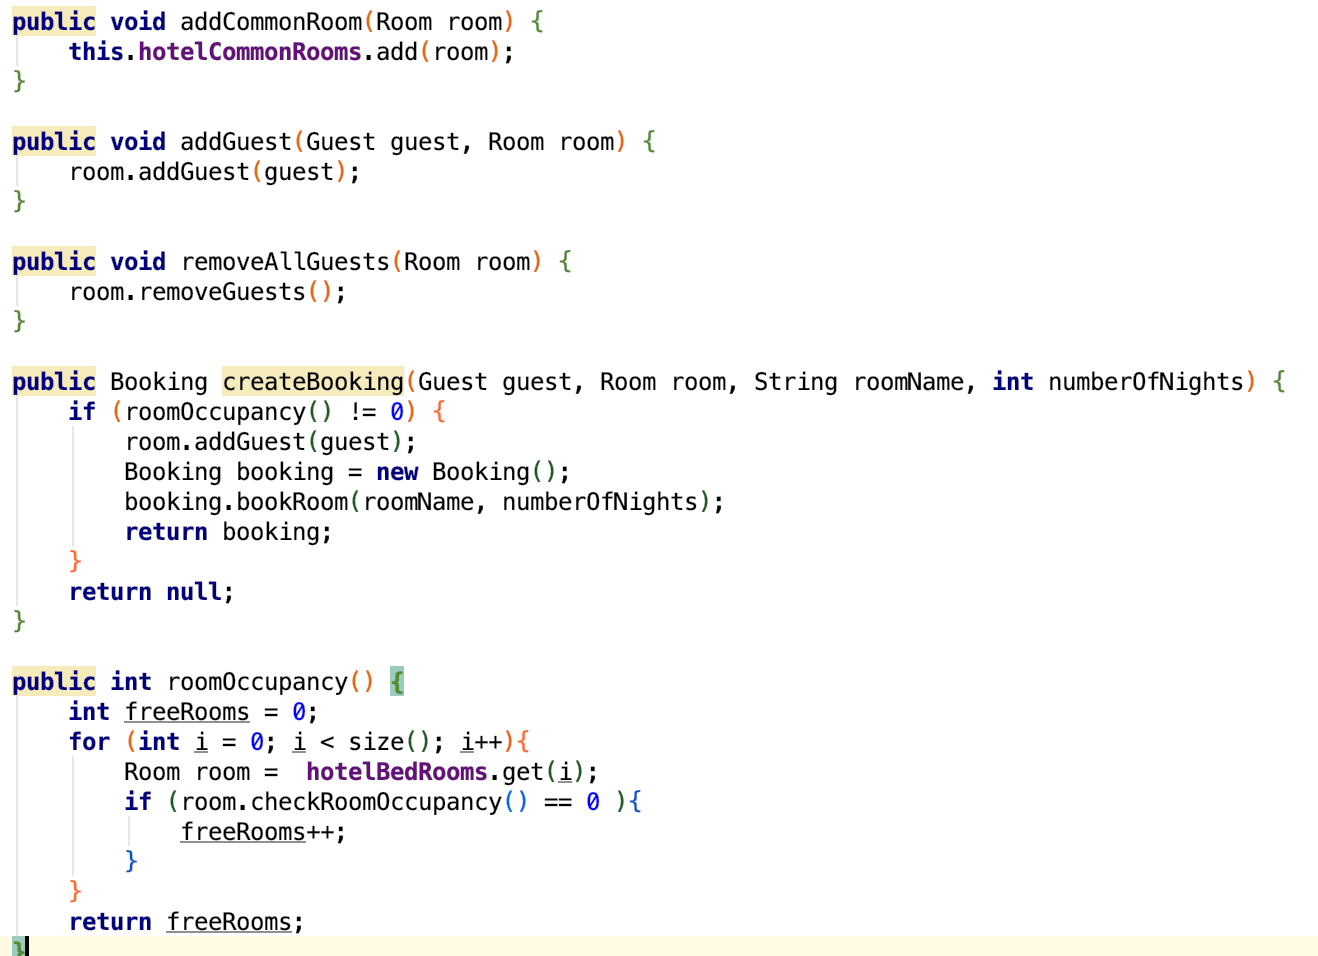 public void addCommonRoom(Room room) {
    this.hotelCommonRooms.add(room);
}

public void addGuest(Guest guest, Room room) {
    room.addGuest(guest);
}

public void removeAllGuests(Room room) {
    room.removeGuests();
}

public Booking createBooking(Guest guest, Room room, String roomName, int numberOfNights) {
    if (roomOccupancy() != 0) {
        room.addGuest(guest);
        Booking booking = new Booking();
        booking.bookRoom(roomName, numberOfNights);
        return booking;
    }
    return null;
}

public int roomOccupancy() {
    int freeRooms = 0;
    for (int i = 0; i < size(); i++){
        Room room =  hotelBedRooms.get(i);
        if (room.checkRoomOccupancy() == 0 ){
            freeRooms++;
        }
    }
    return freeRooms;
}